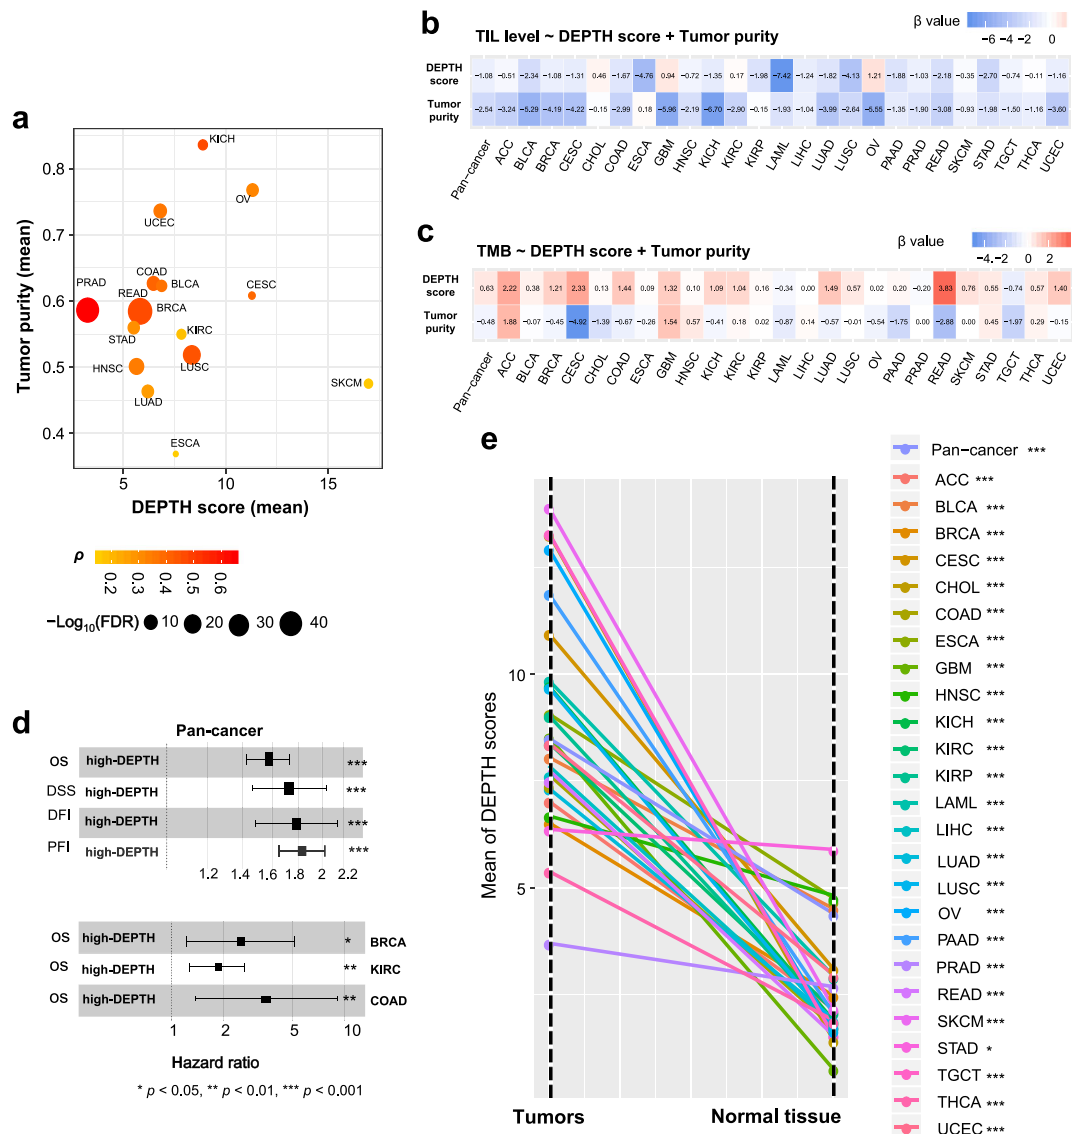 a
Tumor purity (mean)
0.8
0.7
0.6
0.5
0.4
KICH
OV
UCEC
COAD
BLCA
CESC
PRAD
READ
BRCA
STAD
KIRC
HNSC
LUSC
LUAD
SKCM
ESCA
5 10 15
DEPTH score (mean)
ρ
0.2 0.3 0.4 0.5 0.6
−Log10(FDR) 10 20 30 40
b
TIL level ~ DEPTH score + Tumor purity
β value
−6 −4 −2 0
DEPTH score −1.08 −0.51 −2.34 −1.08 −1.31 0.46 −1.67 −4.76 0.94 −0.72 −1.35 0.17 −1.98 −7.42 −1.24 −1.82 −4.13 1.21 −1.88 −1.03 −2.18 −0.35 −2.70 −0.74 −0.11 −1.16
Tumor purity −2.54 −3.24 −5.29 −4.19 −4.22 −0.15 −2.99 0.18 −5.96 −2.19 −6.70 −2.90 −0.15 −1.93 −1.04 −3.99 −2.64 −5.55 −1.35 −1.90 −3.08 −0.93 −1.98 −1.50 −1.16 −3.60
Pan−cancer ACC BLCA BRCA CESC CHOL COAD ESCA GBM HNSC KICH KIRC KIRP LAML LIHC LUAD LUSC OV PAAD PRAD READ SKCM STAD TGCT THCA UCEC
c
TMB ~ DEPTH score + Tumor purity
β value
−4 −2 0 2
DEPTH score 0.63 2.22 0.38 1.21 2.33 0.13 1.44 0.09 1.32 0.10 1.09 1.04 0.16 −0.34 0.00 1.49 0.57 0.02 0.20 −0.20 3.83 0.76 0.55 −0.74 0.57 1.40
Tumor purity −0.48 1.88 −0.07 −0.45 −4.92 −1.39 −0.67 −0.26 1.54 0.57 −0.41 0.18 0.02 −0.87 0.14 −0.31 −0.01 −0.54 −1.75 0.00 −2.88 0.00 0.45 −1.97 0.29 −0.15
Pan−cancer ACC BLCA BRCA CESC CHOL COAD ESCA GBM HNSC KICH KIRC KIRP LAML LIHC LUAD LUSC OV PAAD PRAD READ SKCM STAD TGCT THCA UCEC
d
Pan−cancer
OS high-DEPTH ***
DSS high-DEPTH ***
DFI high-DEPTH ***
PFI high-DEPTH ***
1.2 1.4 1.6 1.8 2 2.2
OS high-DEPTH * BRCA
OS high-DEPTH ** KIRC
OS high-DEPTH ** COAD
1 2 5 10
Hazard ratio
* p < 0.05, ** p < 0.01, *** p < 0.001
e
Mean of DEPTH scores
10
5
Tumors Normal tissue
Pan−cancer ***
ACC ***
BLCA ***
BRCA ***
CESC ***
CHOL ***
COAD ***
ESCA ***
GBM ***
HNSC ***
KICH ***
KIRC ***
KIRP ***
LAML ***
LIHC ***
LUAD ***
LUSC ***
OV ***
PAAD ***
PRAD ***
READ ***
SKCM ***
STAD *
TGCT ***
THCA ***
UCEC ***